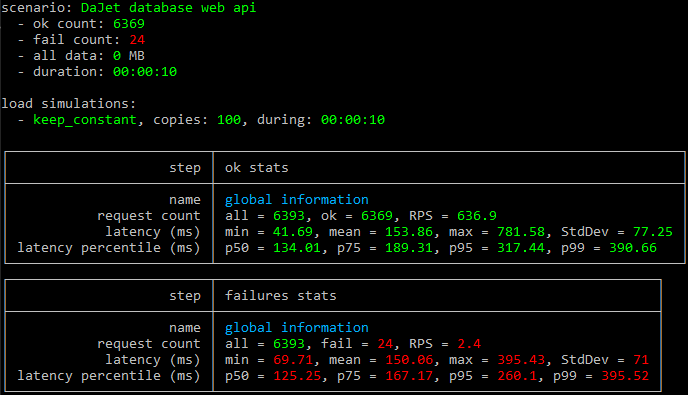 scenario: DaJet database web api
- ok count: 6369
- fail count: 24
- all data: 0 MB
- duration: 00:00:10
load simulations:
- keep_constant, copies: 100, during: 00:00:10
step ok stats
name global information
request count all = 6393, ok = 6369, RPS = 636.9
latency (ms) min = 41.69, mean = 153.86, max = 781.58, StdDev = 77.25
latency percentile (ms) p50 = 134.01, p75 = 189.31, p95 = 317.44, p99 = 390.66
step failures stats
name global information
request count all = 6393, fail = 24, RPS = 2.4
latency (ms) min = 69.71, mean = 150.06, max = 395.43, StdDev = 71
latency percentile (ms) p50 = 125.25, p75 = 167.17, p95 = 260.1, p99 = 395.52